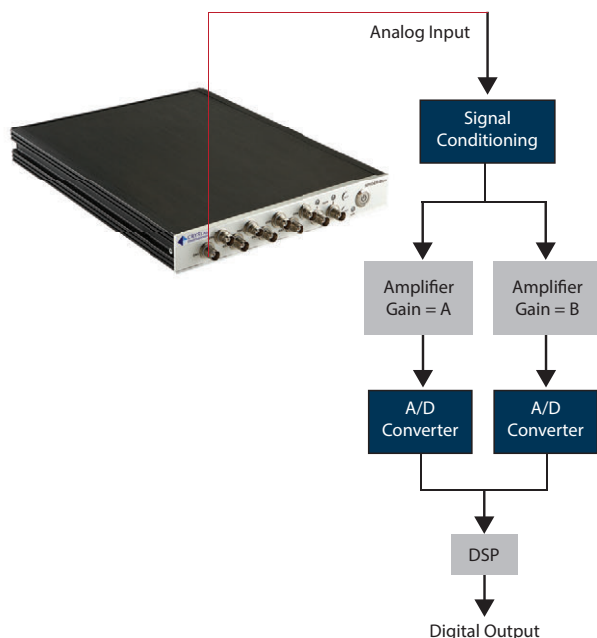 Analog Input
Signal
Conditioning
Amplifier
Gain = A
Amplifier
Gain = B
A/D
Converter
A/D
Converter
DSP
Digital Output